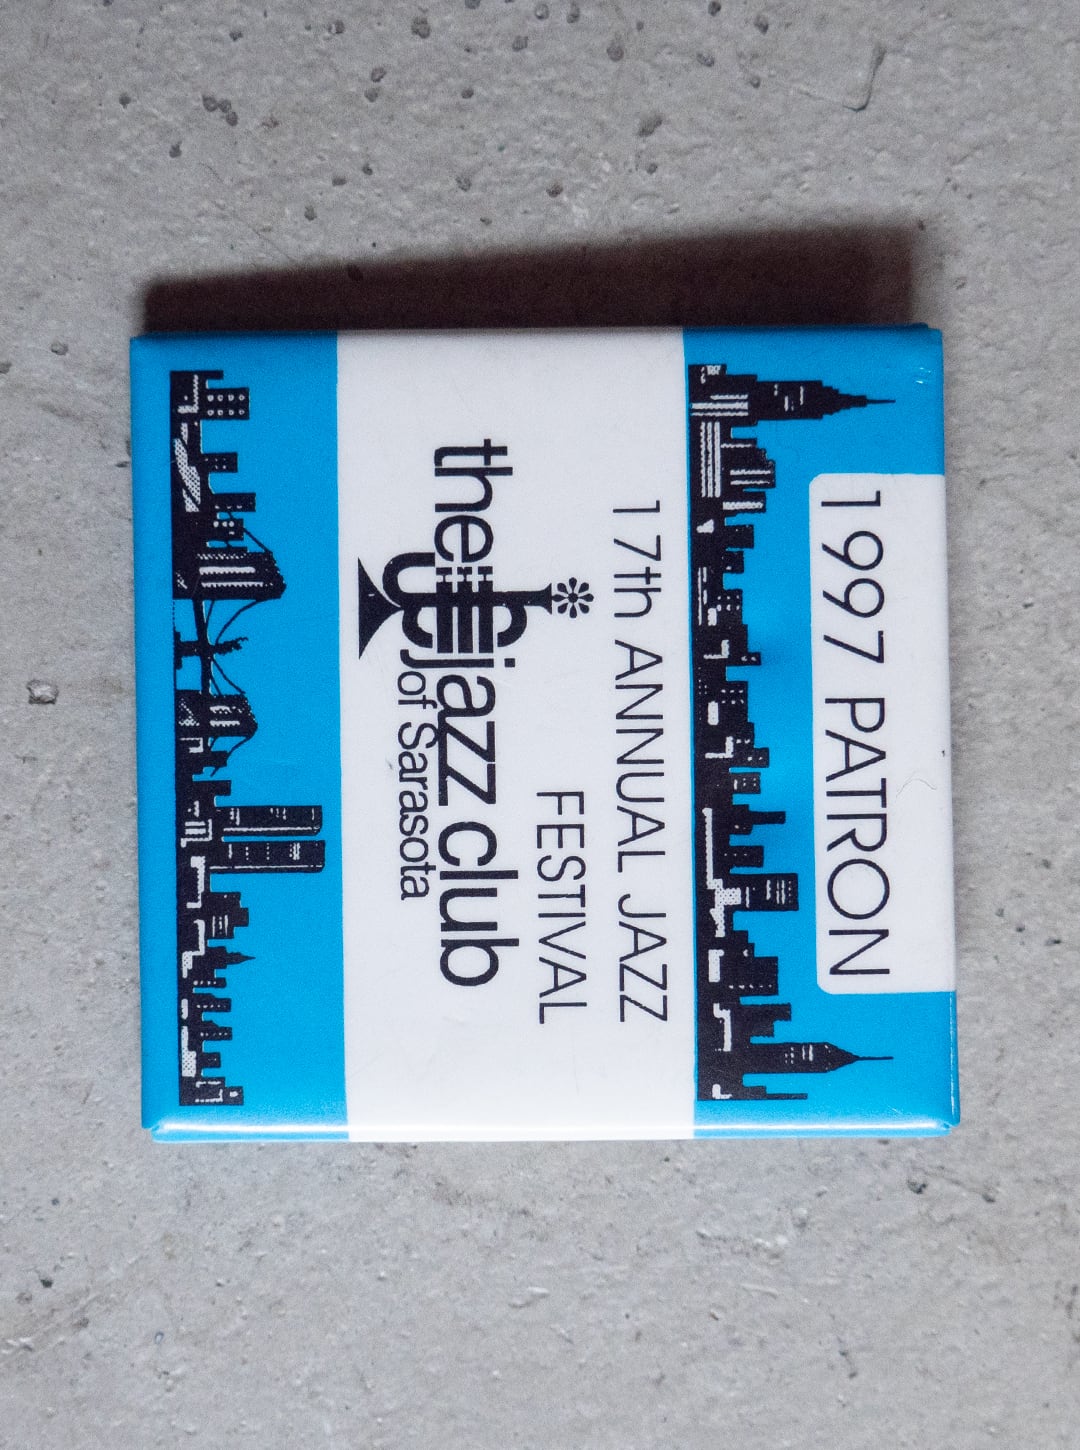 1997 PATRON
17th ANNUAL JAZZ
FESTIVAL
the jazz club
of Sarasota